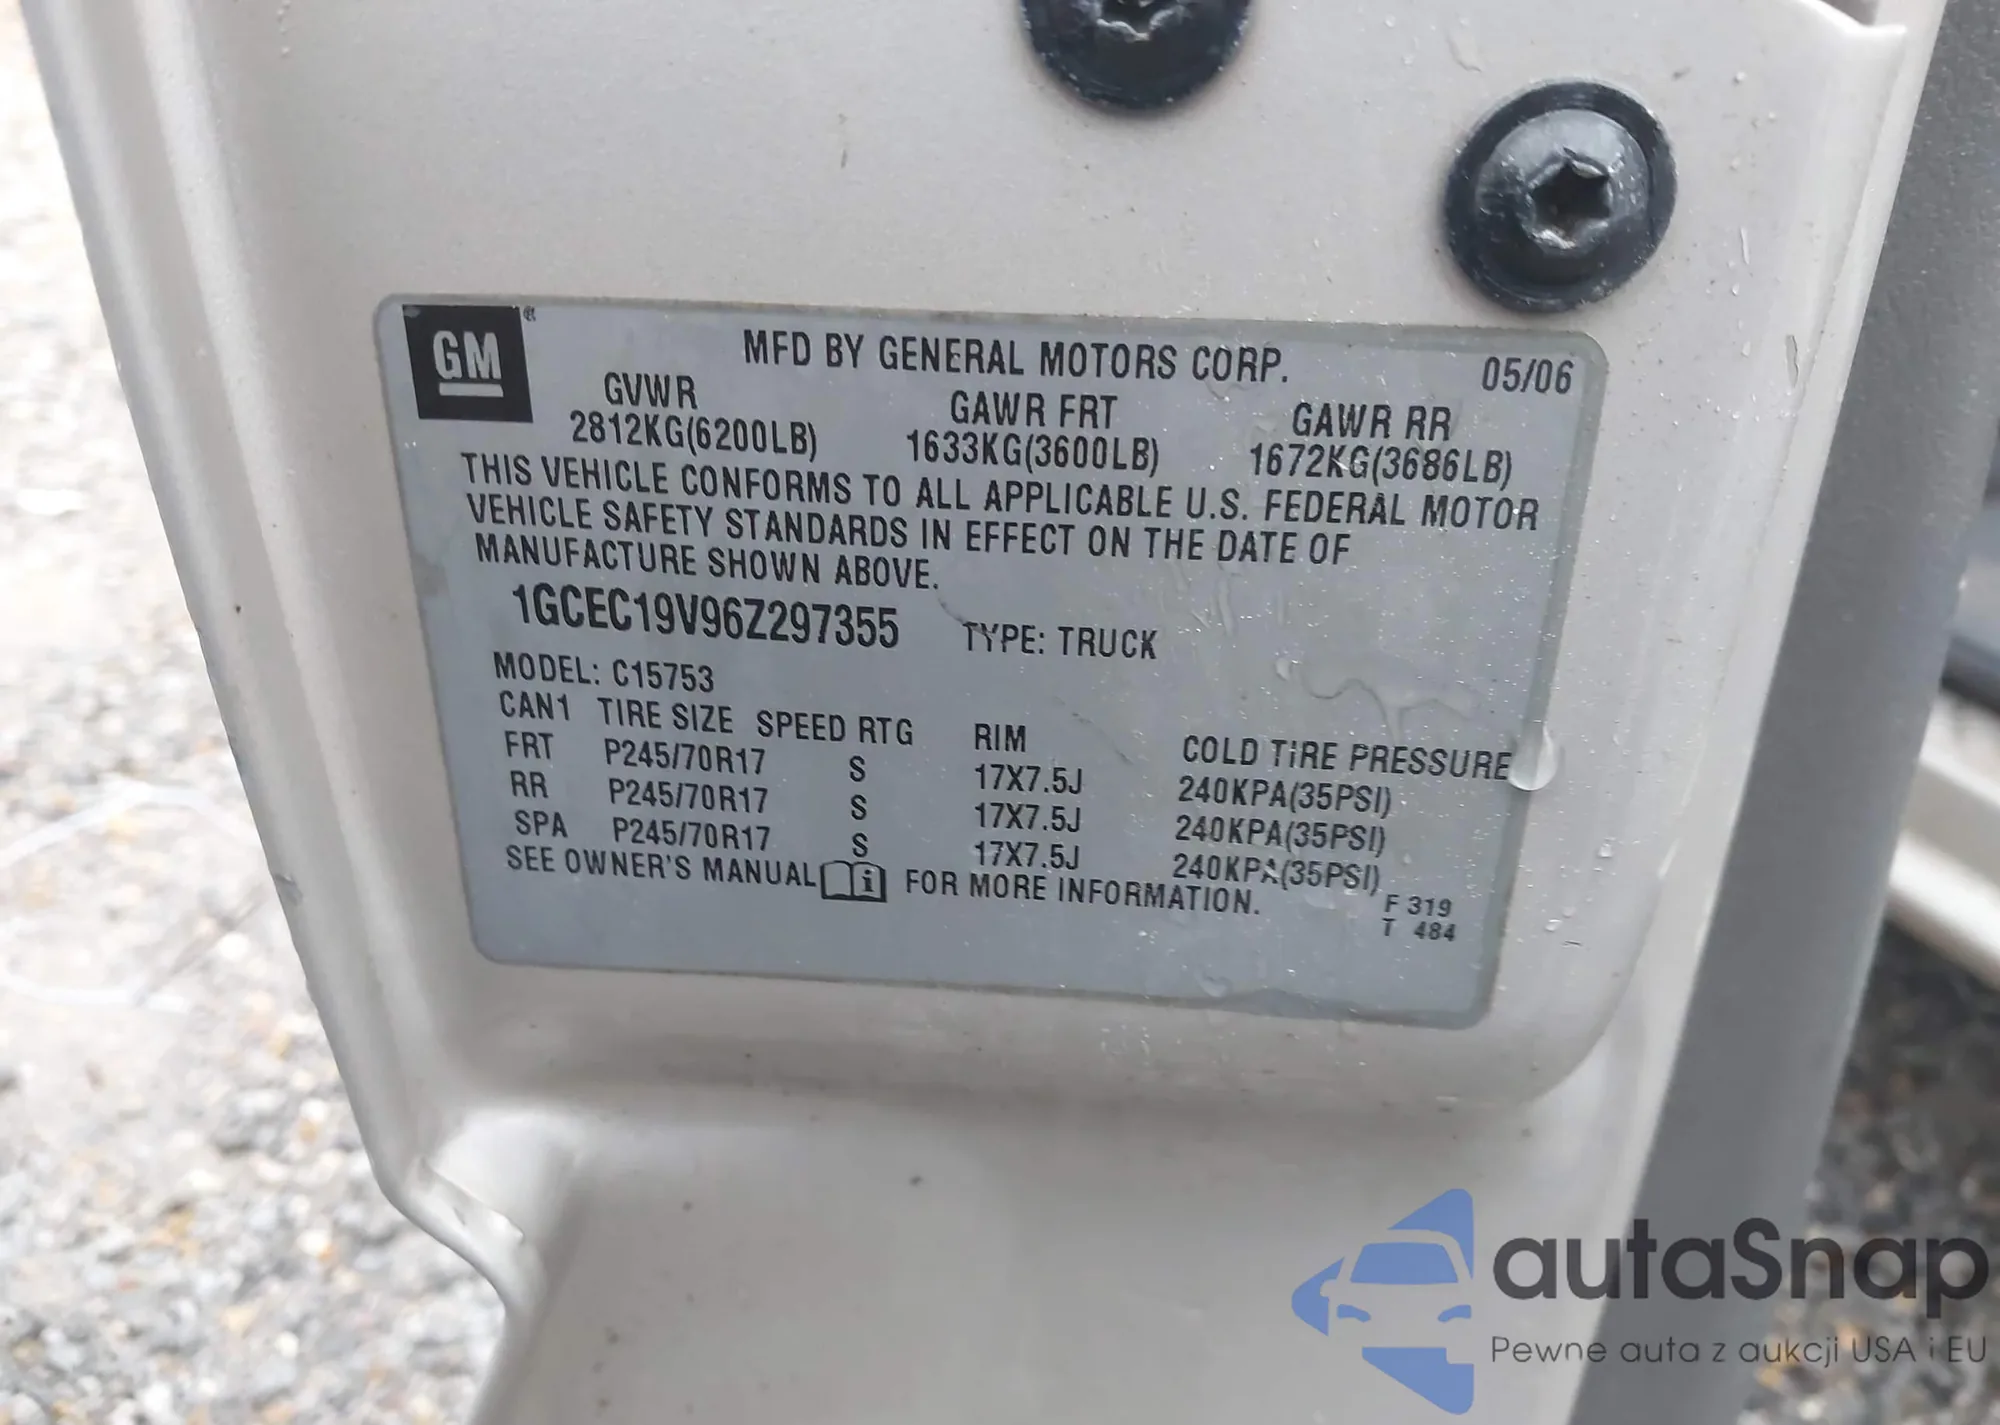 GM ®
MFD BY GENERAL MOTORS CORP. 05/06
GVWR GAWR FRT GAWR RR
2812KG(6200LB) 1633KG(3600LB) 1672KG(3686LB)
THIS VEHICLE CONFORMS TO ALL APPLICABLE U.S. FEDERAL MOTOR
VEHICLE SAFETY STANDARDS IN EFFECT ON THE DATE OF
MANUFACTURE SHOWN ABOVE.
1GCEC19V96Z297355 TYPE: TRUCK
MODEL: C15753
CAN1 TIRE SIZE SPEED RTG RIM COLD TIRE PRESSURE
FRT P245/70R17 S 17X7.5J 240KPA(35PSI)
RR P245/70R17 S 17X7.5J 240KPA(35PSI)
SPA P245/70R17 S 17X7.5J 240KPA(35PSI)
SEE OWNER'S MANUAL i FOR MORE INFORMATION.
F 319
T 484
autaSnap
Pewne auta z aukcji USA i EU